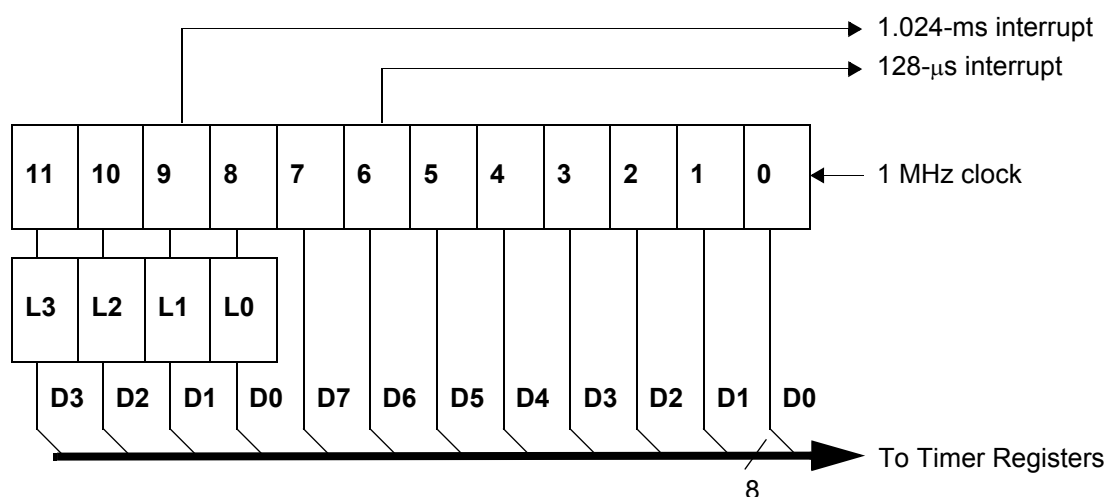 1.024-ms interrupt
128-μs interrupt
11 10 9 8 7 6 5 4 3 2 1 0
1 MHz clock
L3 L2 L1 L0
D3 D2 D1 D0 D7 D6 D5 D4 D3 D2 D1 D0
To Timer Registers
8